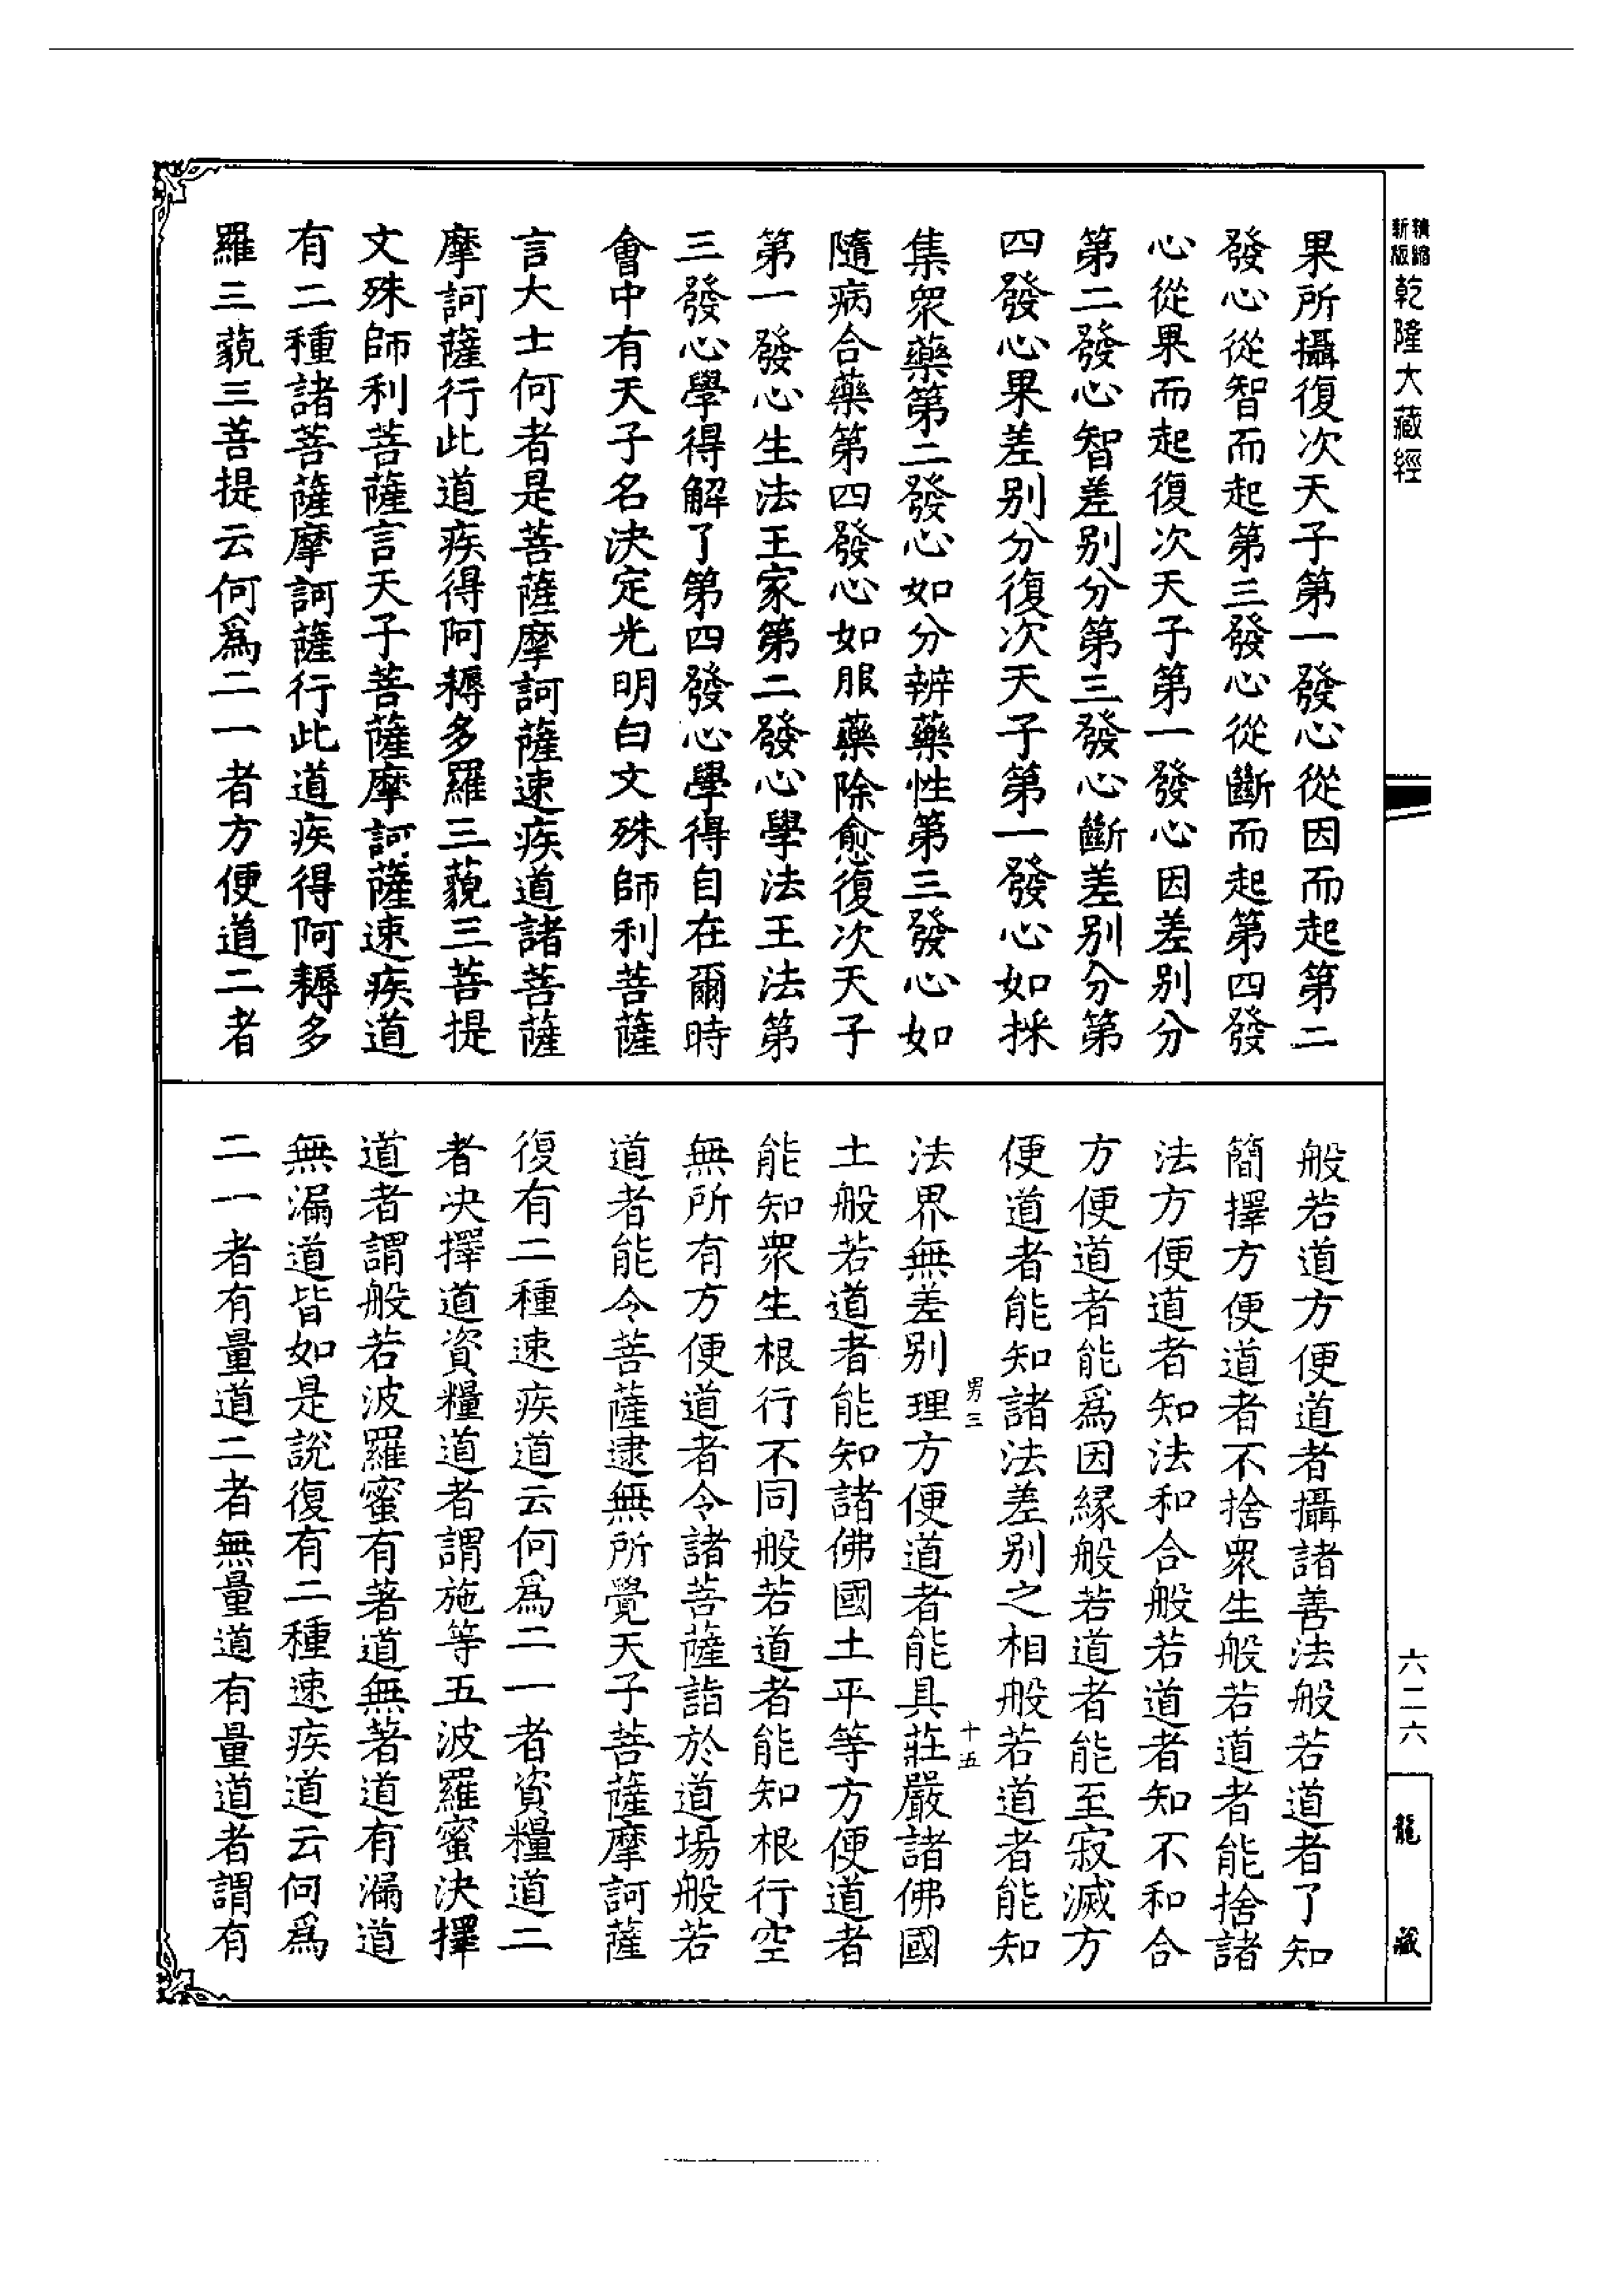 精縮
新版
乾隆大藏經
果所攝復次天子第一發心從因而起第二
發心從智而起第三發心從斷而起第四發
心從果而起復次天子第一發心因差別分
第二發心智差別分第三發心斷差別分第
四發心果差別分復次天子第一發心如採
集衆藥第二發心如分辨藥性第三發心如
隨病合藥第四發心如服藥除愈復次天子
第一發心生法王家第二發心學法王法第
三發心學得解了第四發心學得自在爾時
會中有天子名決定光明白文殊師利菩薩
言大士何者是菩薩摩訶薩速疾道諸菩薩
摩訶薩行此道疾得阿耨多羅三藐三菩提
文殊師利菩薩言天子菩薩摩訶薩速疾道
有二種諸菩薩摩訶薩行此道疾得阿耨多
羅三藐三菩提云何爲二一者方便道二者
般若道方便道者攝諸善法般若道者了知
簡擇方便道者不捨眾生般若道者能捨諸
法方便道者知法和合般若道者知不和合
方便道者能爲因緣般若道者能至寂滅方
便道者能知諸法差別之相般若道者能知
男三
十五
法界無差別理方便道者能具莊嚴諸佛國
土般若道者能知諸佛國土平等方便道者
能知衆生根行不同般若道者能知根行空
無所有方便道者令諸菩薩詣於道場般若
道者能令菩薩逮無所覺天子菩薩摩訶薩
復有二種速疾道云何爲二一者資糧道二
者決擇道資糧道者謂施等五波羅蜜決擇
道者謂般若波羅蜜有著道無著道有漏道
無漏道皆如是說復有二種速疾道云何爲
二一者有量道二者無量道有量道者謂有
六二六
龍藏